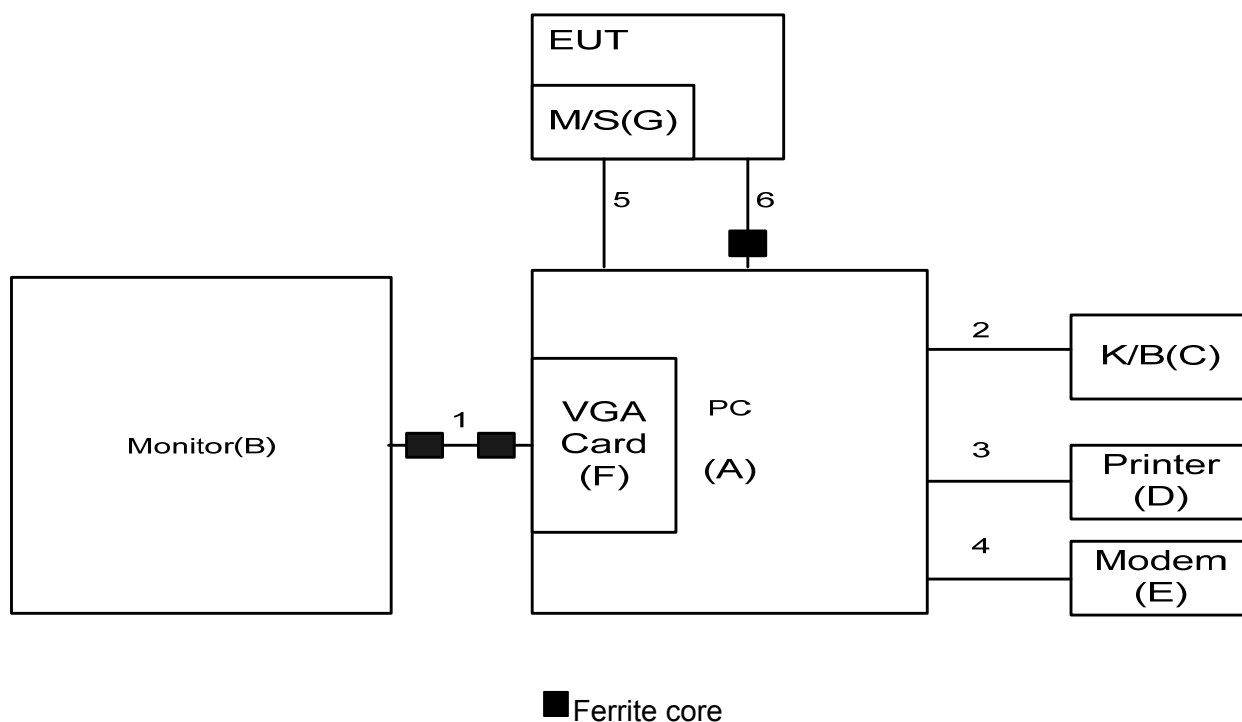 EUT
M/S(G)
5
6
2
K/B(C)
1
VGA
Card
(F)
PC
(A)
Monitor(B)
3
Printer
(D)
4
Modem
(E)
Ferrite core